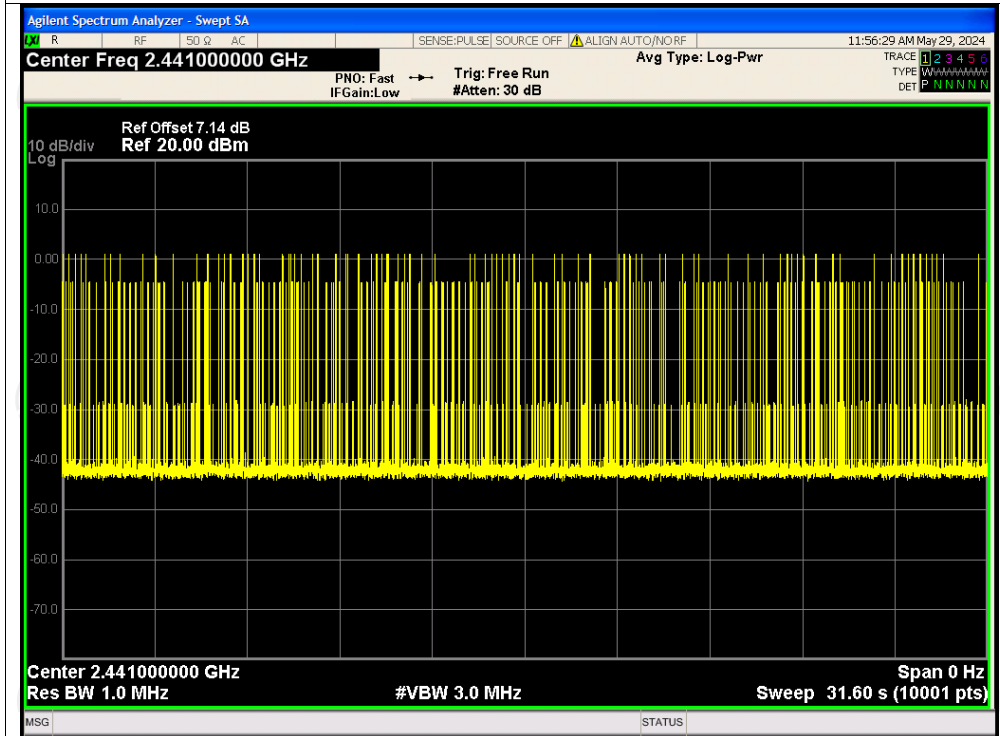 Agilent Spectrum Analyzer - Swept SA
LXI R RF 50 Ω AC SENSE:PULSE SOURCE OFF ALIGN AUTO/NO RF 11:56:29 AM May 29, 2024
Center Freq 2.441000000 GHz Avg Type: Log-Pwr TRACE 1 2 3 4 5 6
PNO: Fast Trig: Free Run TYPE WWWWWW
IFGain:Low #Atten: 30 dB DET P N N N N N
Ref Offset 7.14 dB
10 dB/div Ref 20.00 dBm
Log
10.0
0.00
-10.0
-20.0
-30.0
-40.0
-50.0
-60.0
-70.0
Center 2.441000000 GHz Span 0 Hz
Res BW 1.0 MHz #VBW 3.0 MHz Sweep 31.60 s (10001 pts)
MSG STATUS